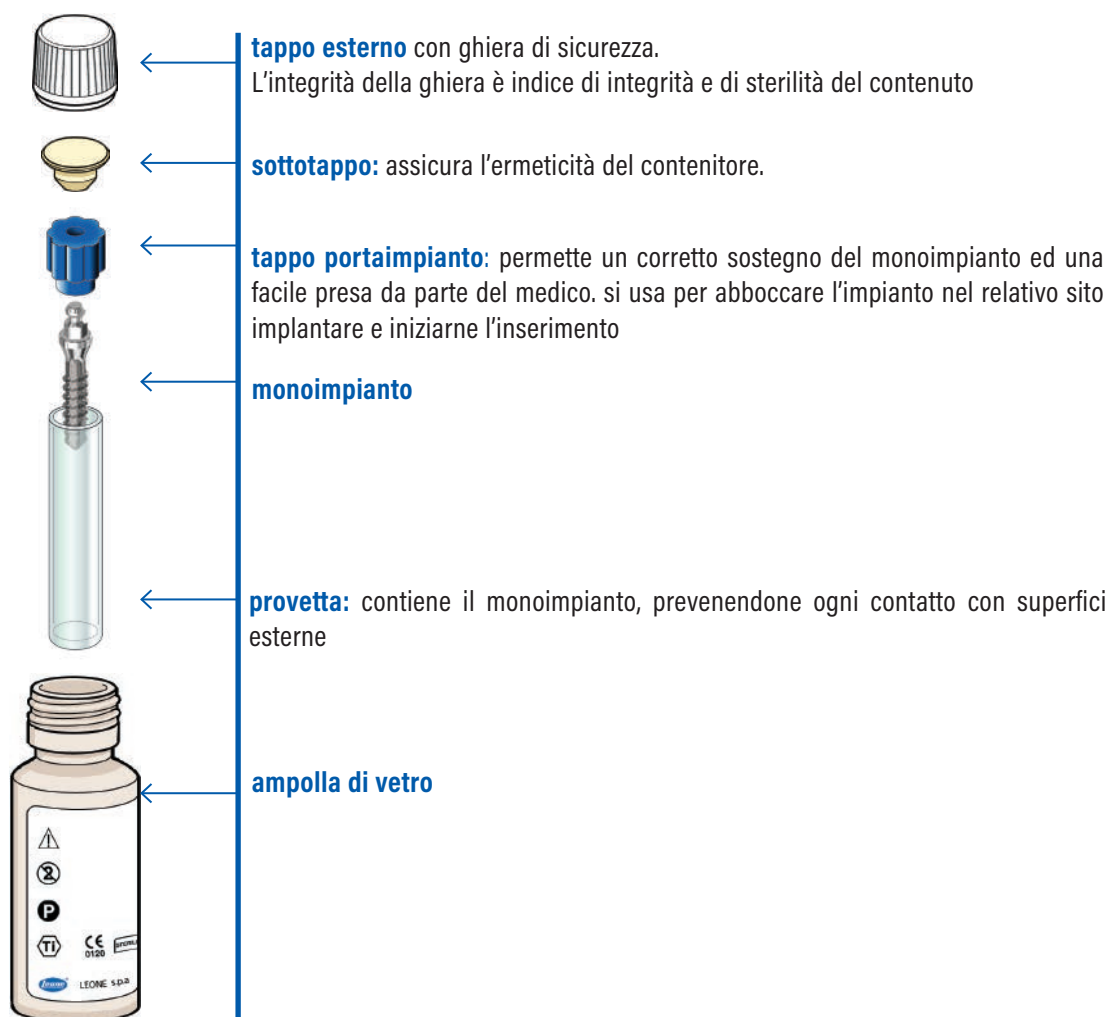 tappo esterno con ghiera di sicurezza.
L’integrità della ghiera è indice di integrità e di sterilità del contenuto
sottotappo: assicura l’ermeticità del contenitore.
tappo portaimpianto: permette un corretto sostegno del monoimpianto ed una
facile presa da parte del medico. si usa per abboccare l’impianto nel relativo sito
implantare e iniziarne l’inserimento
monoimpianto
provetta: contiene il monoimpianto, prevenendone ogni contatto con superfici
esterne
ampolla di vetro
2
P
Ti
CE
0120
Leone
LEONE s.p.a